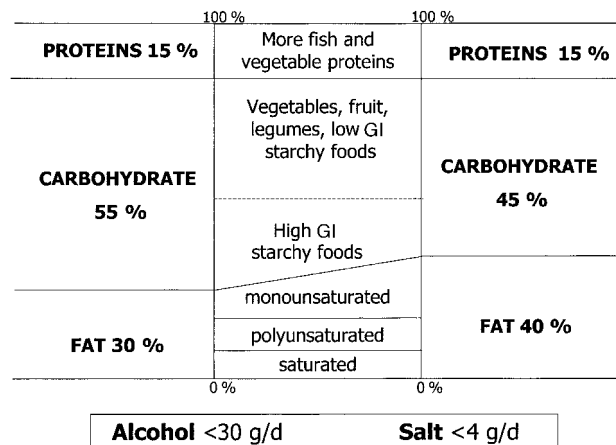 100 %
100 %
PROTEINS 15 %
More fish and
vegetable proteins
PROTEINS 15 %
Vegetables, fruit,
legumes, low GI
starchy foods
CARBOHYDRATE
55 %
CARBOHYDRATE
45 %
High GI
starchy foods
monounsaturated
FAT 30 %
polyunsaturated
FAT 40 %
saturated
0 %
0 %
Alcohol <30 g/d
Salt <4 g/d